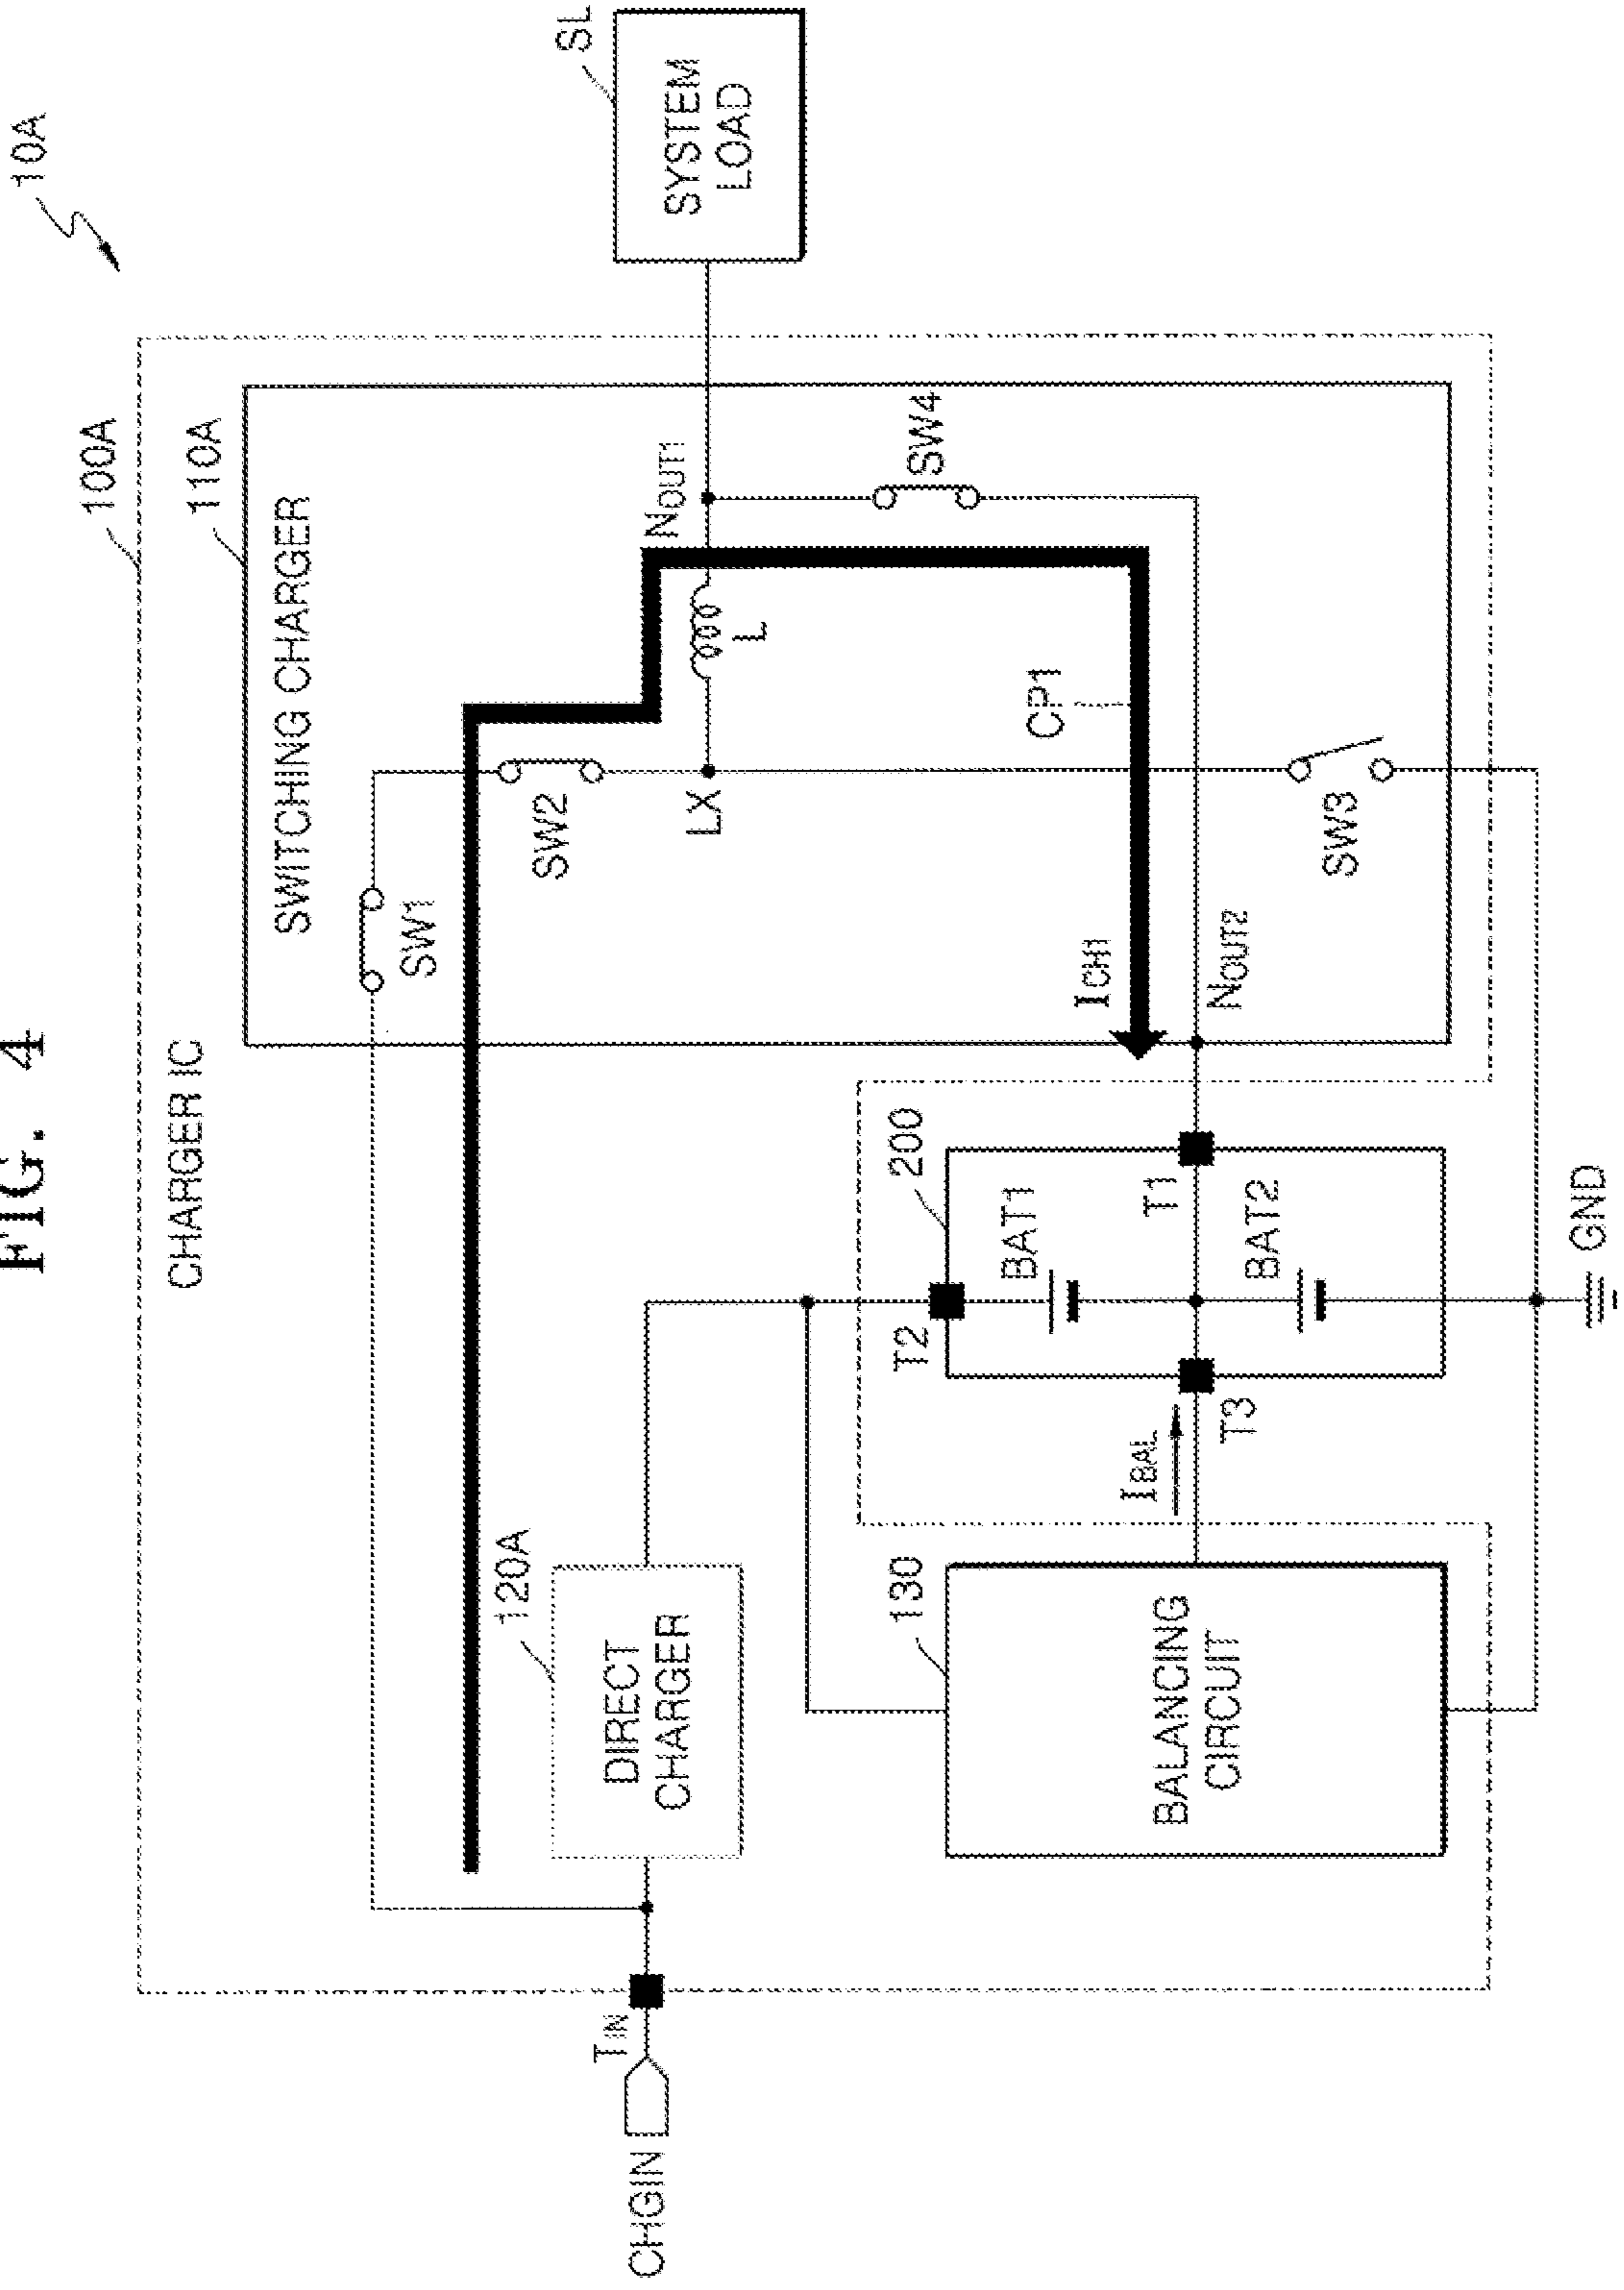 FIG. 4
10A
100A
CHARGER IC
110A
SWITCHING CHARGER
SW1
SW2
LX
L
NOUT1
SW4
SL
SYSTEM
LOAD
CP1
ICH1
NOUT2
SW3
CHGIN
TIN
120A
DIRECT
CHARGER
130
BALANCING
CIRCUIT
IBAL
T3
T2
200
BAT1
T1
BAT2
GND